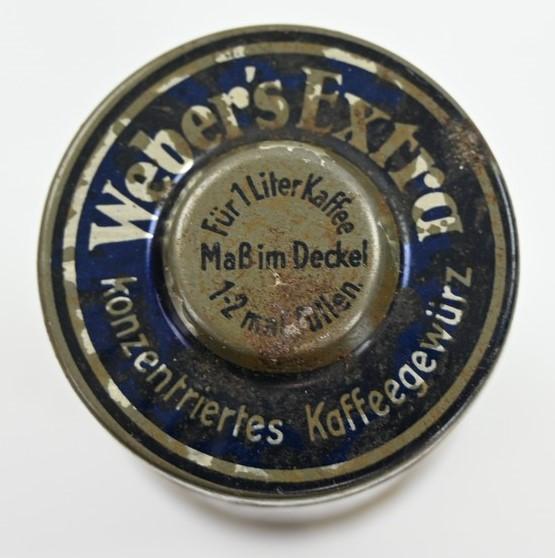 Weber's Extra
Für 1 Liter Kaffee
Maß im Deckel
1-2 mal füllen.
konzentriertes Kaffeegewürz